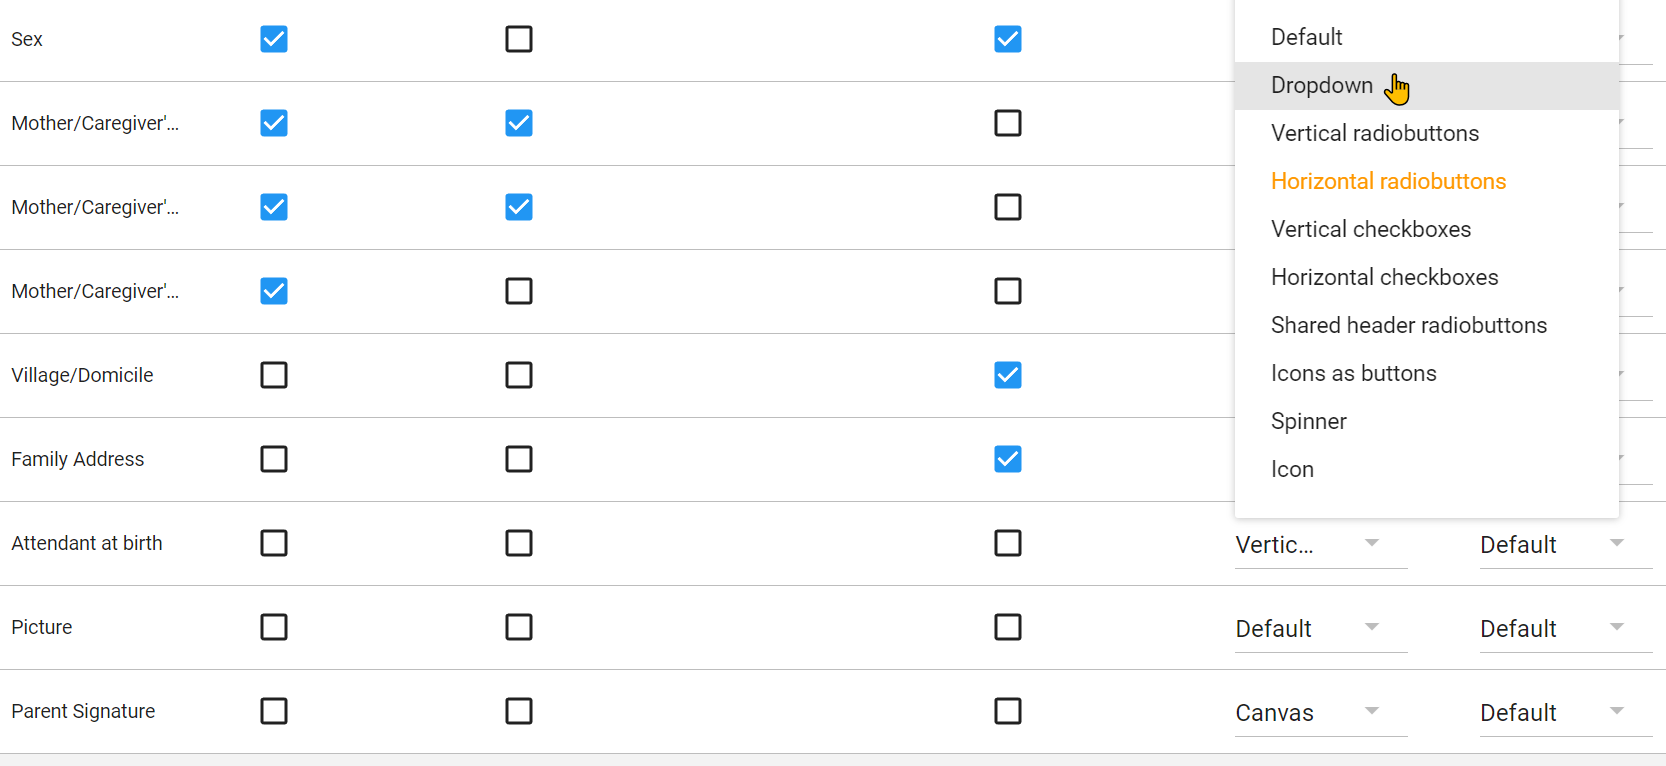 Sex
Default
Dropdown
Mother/Caregiver'...
Vertical radiobuttons
Horizontal radiobuttons
Mother/Caregiver'...
Vertical checkboxes
Horizontal checkboxes
Mother/Caregiver'...
Shared header radiobuttons
Village/Domicile
Icons as buttons
Spinner
Family Address
Icon
Attendant at birth Vertic... Default
Picture Default Default
Parent Signature Canvas Default